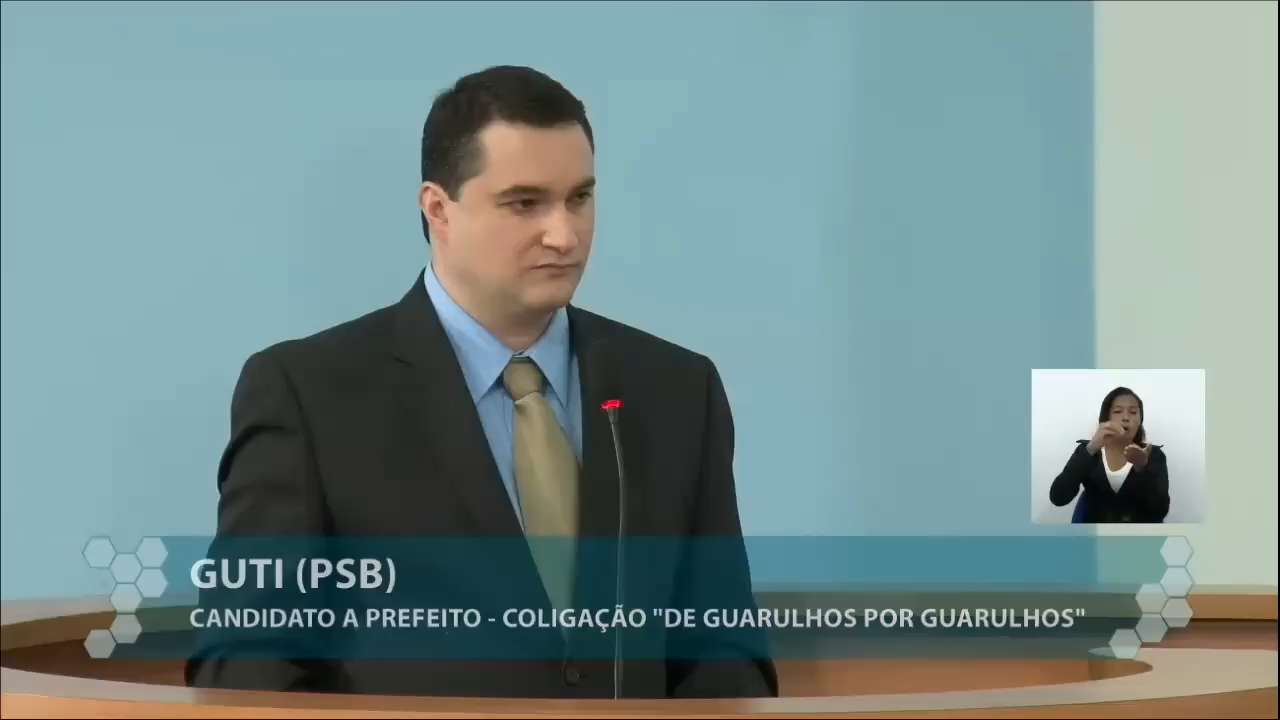 GUTI (PSB)
CANDIDATO A PREFEITO - COLIGAÇÃO "DE GUARULHOS POR GUARULHOS"